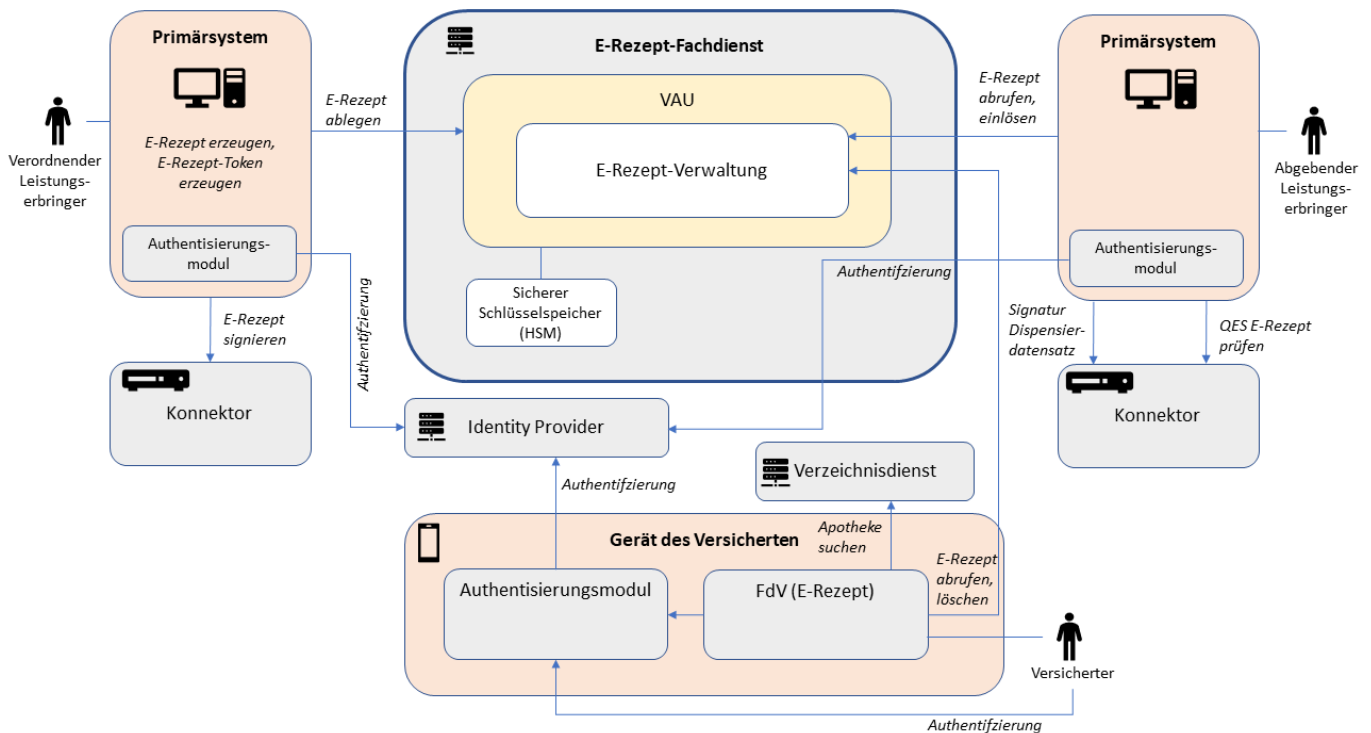 Primärsystem
E-Rezept erzeugen,
E-Rezept-Token
erzeugen
Authentisierungs-
modul
Verordnender
Leistungs-
erbringer
E-Rezept
ablegen
E-Rezept
signieren
Konnektor
Authentifzierung
E-Rezept-Fachdienst
VAU
E-Rezept-Verwaltung
Sicherer
Schlüsselspeicher
(HSM)
E-Rezept
abrufen,
einlösen
Primärsystem
Authentisierungs-
modul
Abgebender
Leistungs-
erbringer
Authentifzierung
Signatur
Dispensier-
datensatz
QES E-Rezept
prüfen
Konnektor
Identity Provider
Authentifzierung
Verzeichnisdienst
Gerät des Versicherten
Apotheke
suchen
E-Rezept
abrufen,
löschen
Authentisierungsmodul
FdV (E-Rezept)
Versicherter
Authentifzierung